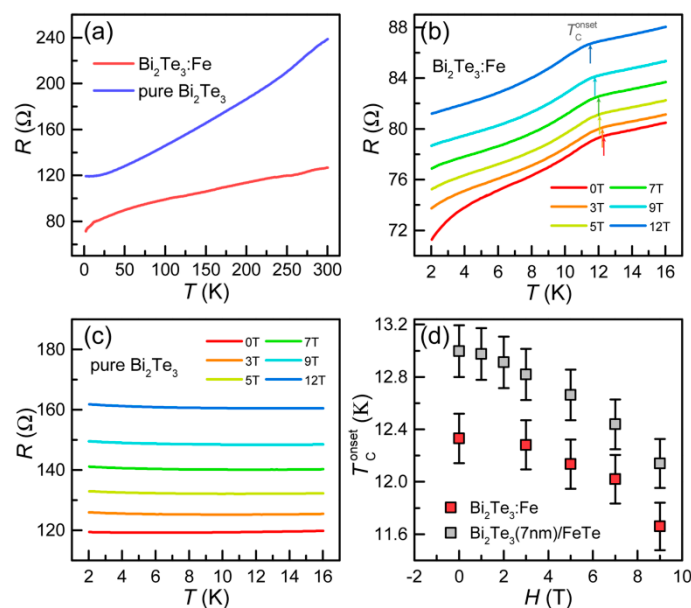 (a)
Bi2Te3:Fe
pure Bi2Te3
R (Ω)
240
200
160
120
80
0 50 100 150 200 250 300
T (K)
(b)
Bi2Te3:Fe
TC onset
R (Ω)
88
84
80
76
72
0T 7T
3T 9T
5T 12T
2 4 6 8 10 12 14 16
T (K)
(c)
pure Bi2Te3
0T 7T
3T 9T
5T 12T
R (Ω)
180
160
140
120
0 2 4 6 8 10 12 14 16
T (K)
(d)
TC onset (K)
13.2
12.8
12.4
12.0
11.6
Bi2Te3:Fe
Bi2Te3(7nm)/FeTe
0 2 4 6 8 10
H (T)